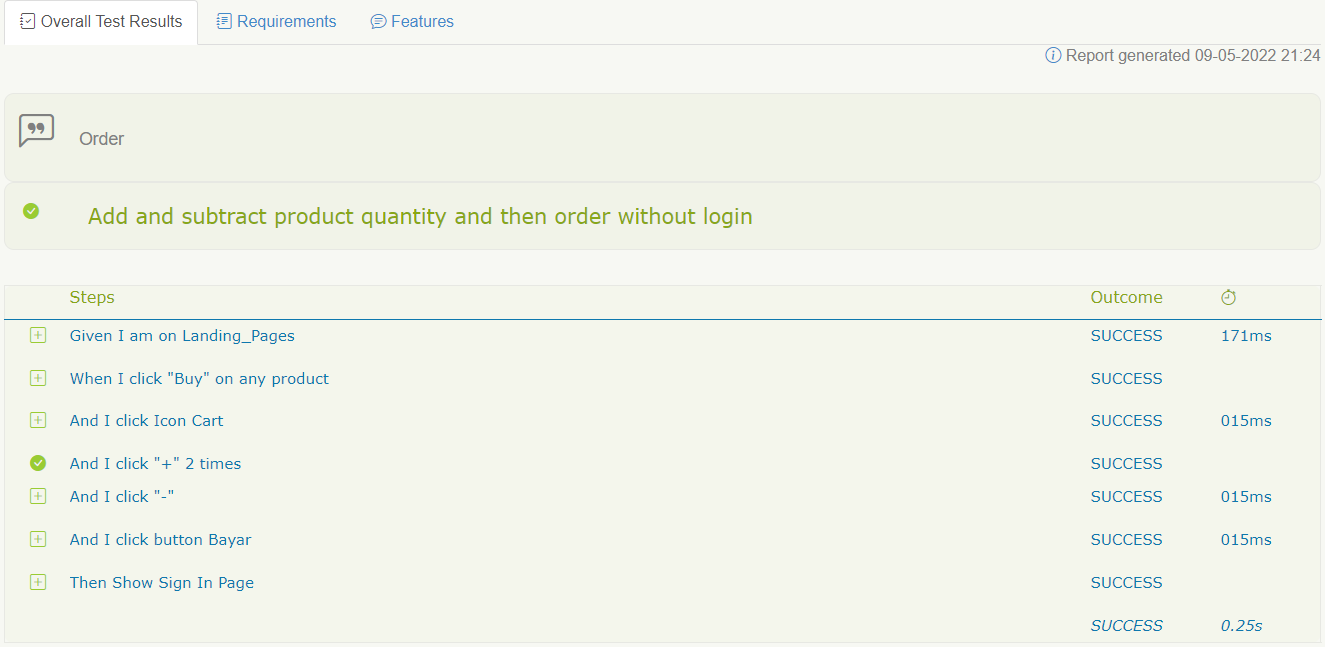 Overall Test Results Requirements Features
Report generated 09-05-2022 21:24
Order
Add and subtract product quantity and then order without login
Steps Outcome
Given I am on Landing_Pages SUCCESS 171ms
When I click "Buy" on any product SUCCESS
And I click Icon Cart SUCCESS 015ms
And I click "+" 2 times SUCCESS
And I click "-" SUCCESS 015ms
And I click button Bayar SUCCESS 015ms
Then Show Sign In Page SUCCESS
SUCCESS 0.25s